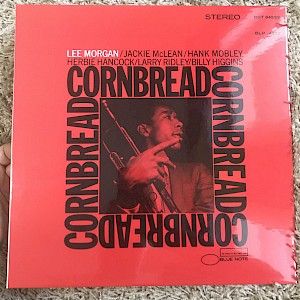 STEREO
LEE MORGAN/JACKIE McLEAN/HANK MOBLEY
HERBIE HANCOCK/LARRY RIDLEY/BILLY HIGGINS
CORNBREAD
CORNBREAD
CORNBREAD
CORNBREAD
BLUE NOTE